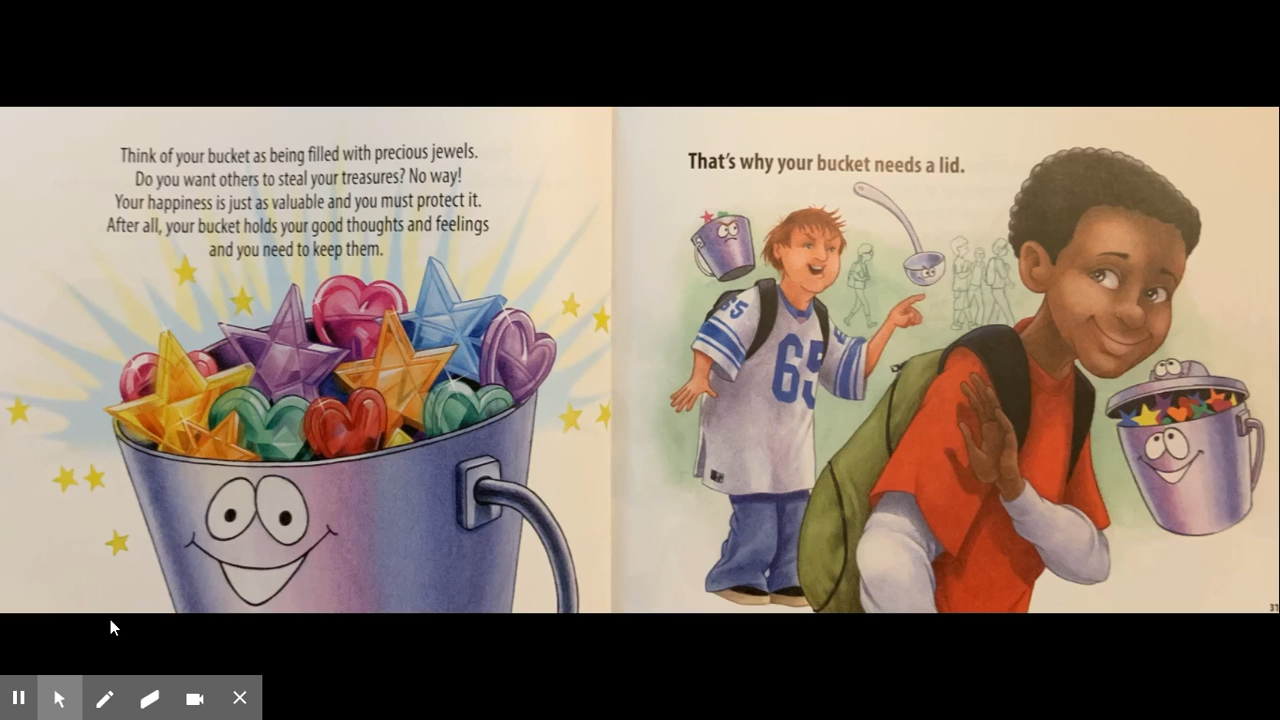 Think of your bucket as being filled with precious jewels.
Do you want others to steal your treasures? No way!
Your happiness is just as valuable and you must protect it.
After all, your bucket holds your good thoughts and feelings
and you need to keep them.
That's why your bucket needs a lid.
65
65
31